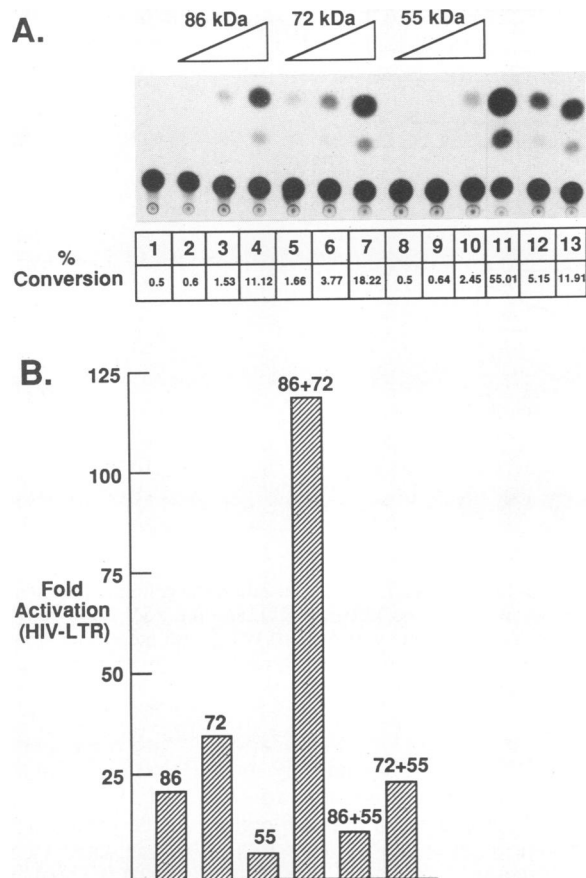 A.
86 kDa 72 kDa 55 kDa
% Conversion
1 2 3 4 5 6 7 8 9 10 11 12 13
0.5 0.6 1.53 11.12 1.66 3.77 18.22 0.5 0.64 2.45 55.01 5.15 11.91
B.
125
100
75
50
25
Fold
Activation
(HIV-LTR)
86
72
55
86+72
86+55
72+55